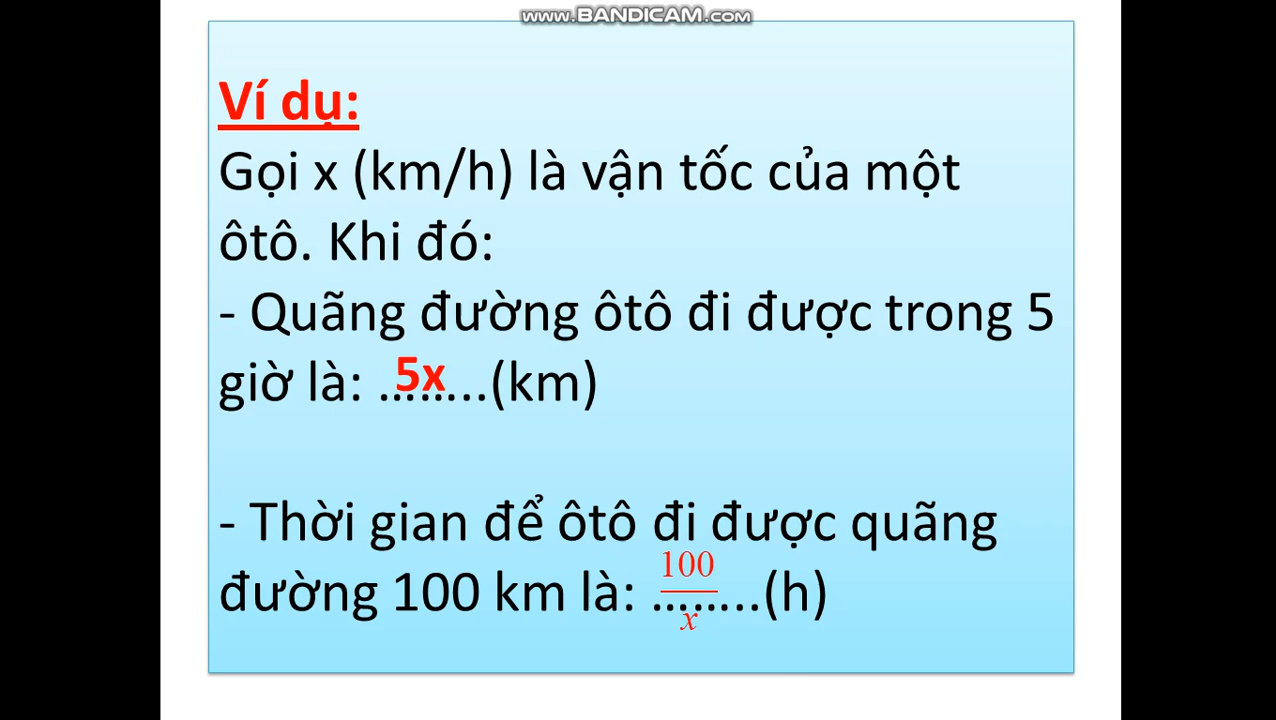 WWW.BANDICAM.COM
Ví dụ:
Gọi x (km/h) là vận tốc của một
ôtô. Khi đó:
- Quãng đường ôtô đi được trong 5
giờ là: ...5x.....(km)
- Thời gian để ôtô đi được quãng
đường 100 km là: ...100/x.....(h)